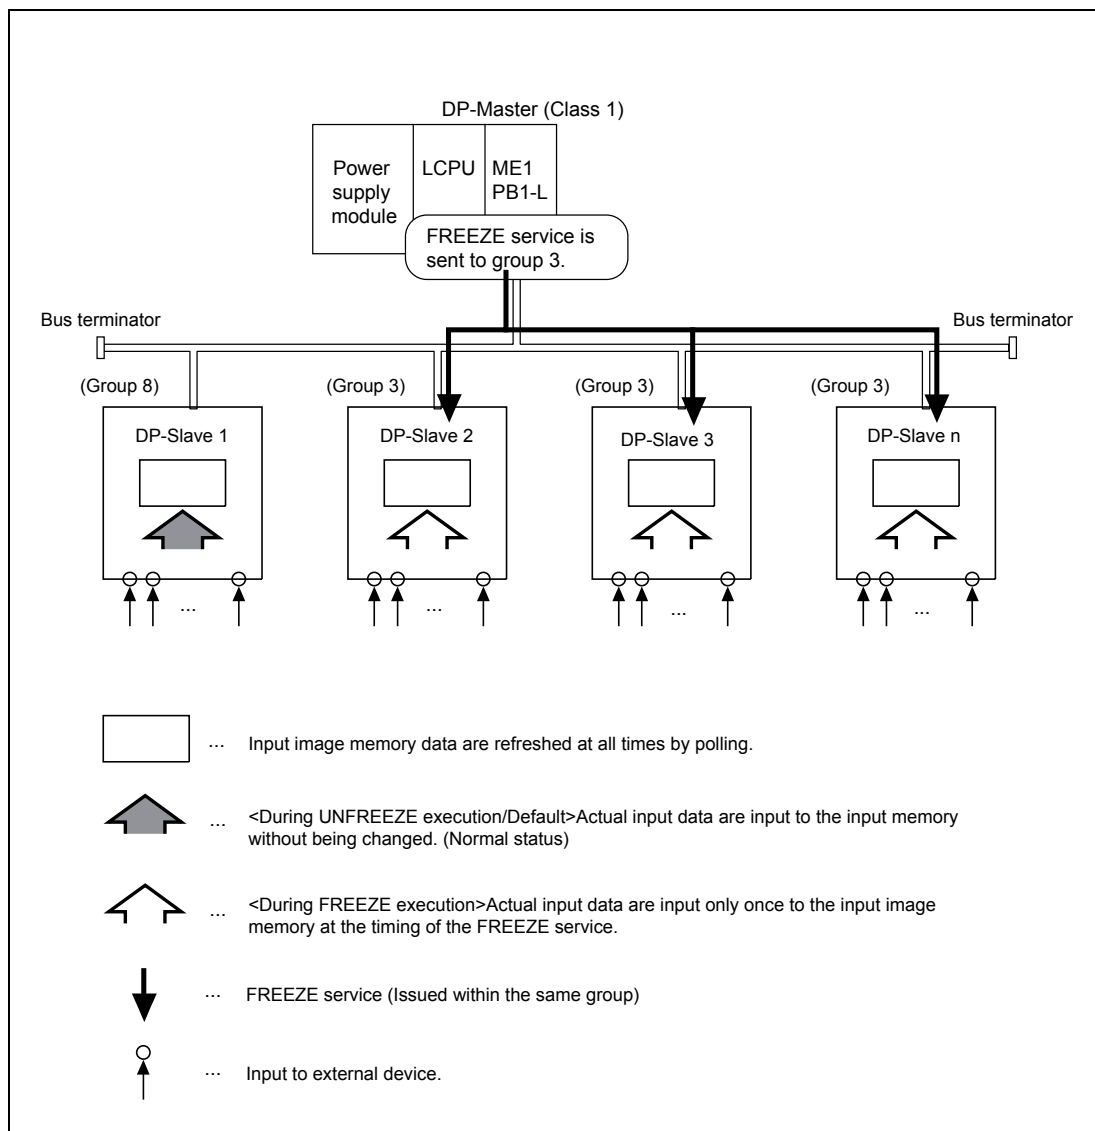 DP-Master (Class 1)
Power
supply
module
LCPU
ME1
PB1-L
FREEZE service is
sent to group 3.
Bus terminator
Bus terminator
(Group 8)
(Group 3)
(Group 3)
(Group 3)
DP-Slave 1
DP-Slave 2
DP-Slave 3
DP-Slave n
...
...
...
...
... Input image memory data are refreshed at all times by polling.
... <During UNFREEZE execution/Default>Actual input data are input to the input memory
without being changed. (Normal status)
... <During FREEZE execution>Actual input data are input only once to the input image
memory at the timing of the FREEZE service.
... FREEZE service (Issued within the same group)
... Input to external device.